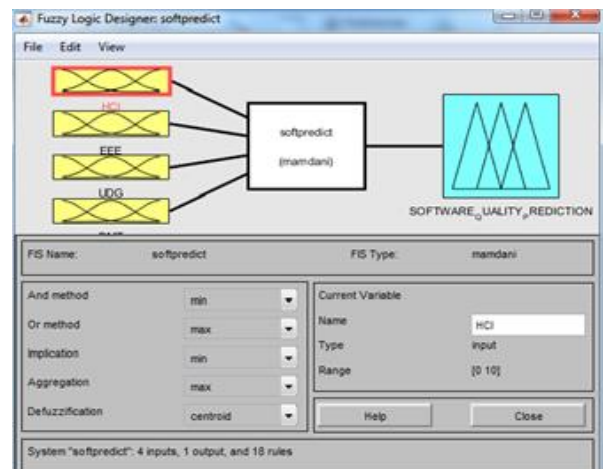 Fuzzy Logic Designer: softpredict
File Edit View
HCI
EEE
UDG
softpredict
(mamdani)
SOFTWARE_QUALITY_PREDICTION
FIS Name: softpredict FIS Type: mamdani
And method min
Or method max
Implication min
Aggregation max
Defuzzification centroid
Current Variable
Name HCI
Type input
Range [0 10]
Help Close
System "softpredict": 4 inputs, 1 output, and 18 rules